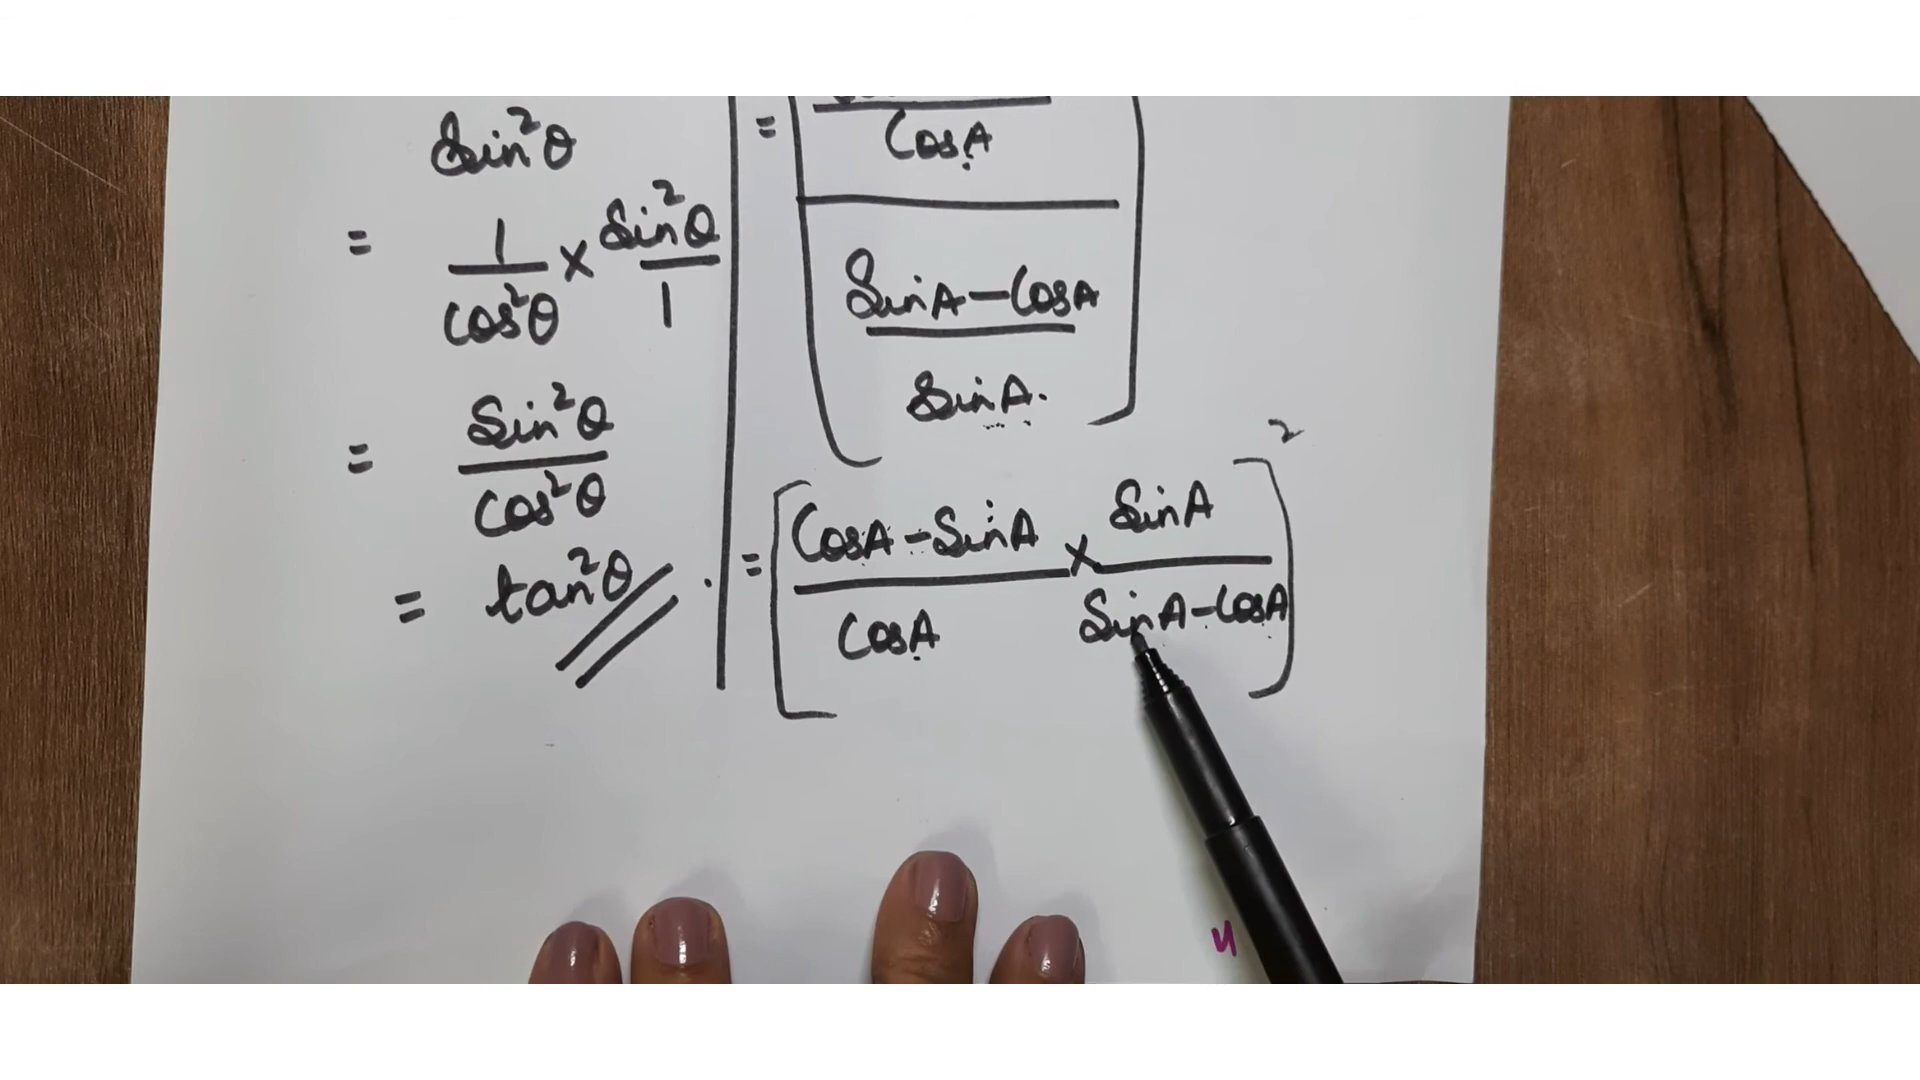 Sin²θ
= 1/cos²θ × Sin²θ/1
= Sin²θ/Cos²θ
= tan²θ
= [ /CosA
SinA-CosA/SinA. ]
= [CosA-SinA/CosA × SinA/SinA-CosA]²